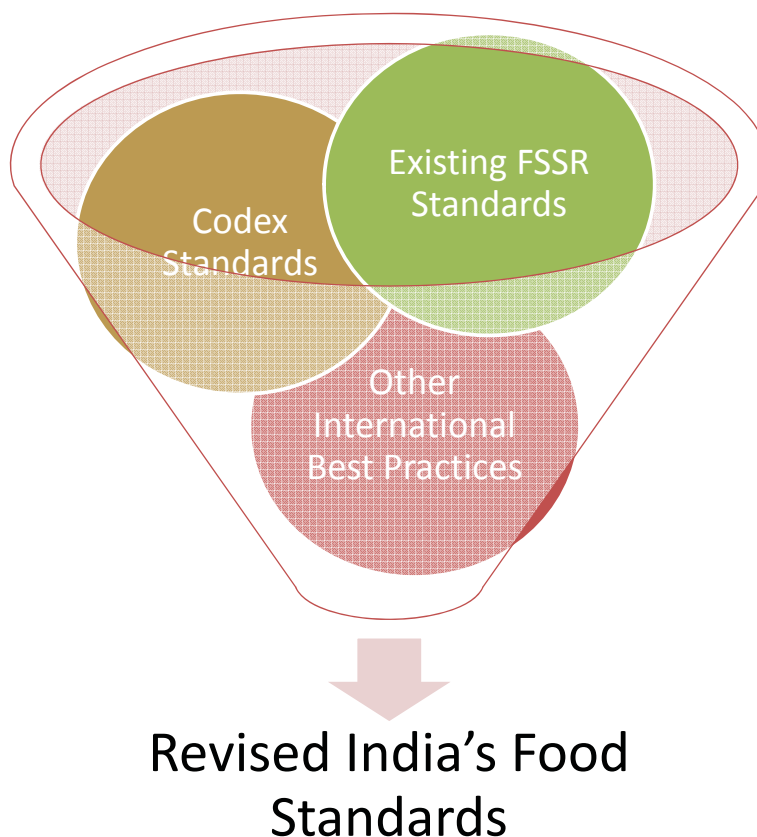 Existing FSSR
Standards
Codex
Standards
Other
International
Best Practices
Revised India’s Food
Standards